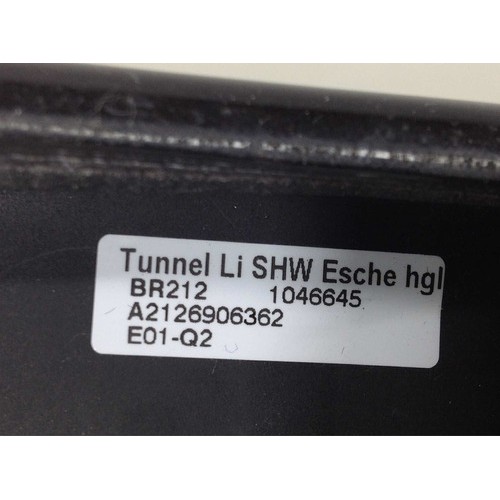 Tunnel Li SHW Esche hgl
BR212 1046645
A2126906362
E01-Q2